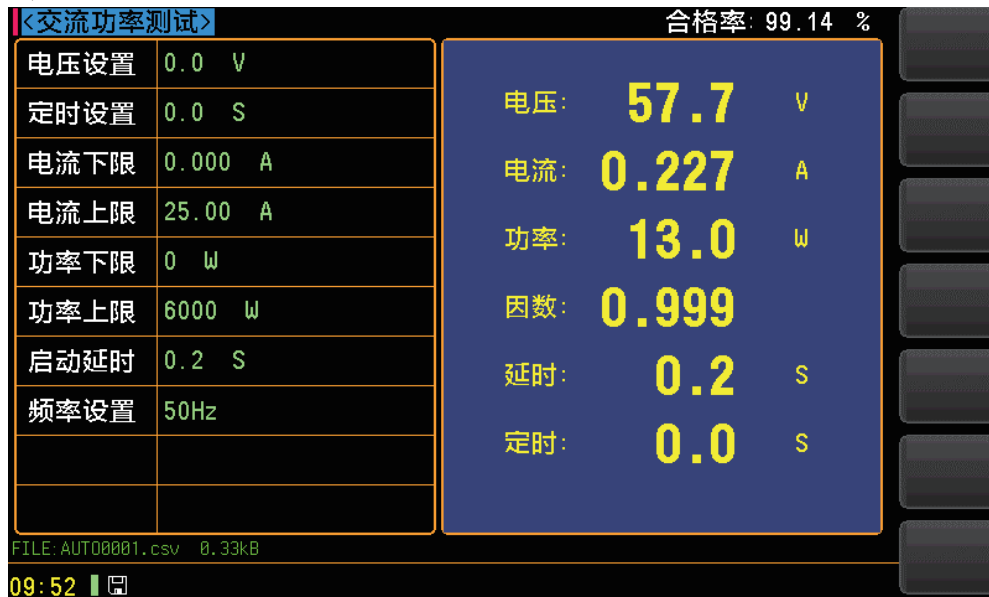 <交流功率测试> 合格率: 99.14 %
电压设置 0.0 V
定时设置 0.0 S
电流下限 0.000 A
电流上限 25.00 A
功率下限 0 W
功率上限 6000 W
启动延时 0.2 S
频率设置 50Hz
电压: 57.7 V
电流: 0.227 A
功率: 13.0 W
因数: 0.999
延时: 0.2 S
定时: 0.0 S
FILE:AUTO0001.csv 0.33kB
09:52